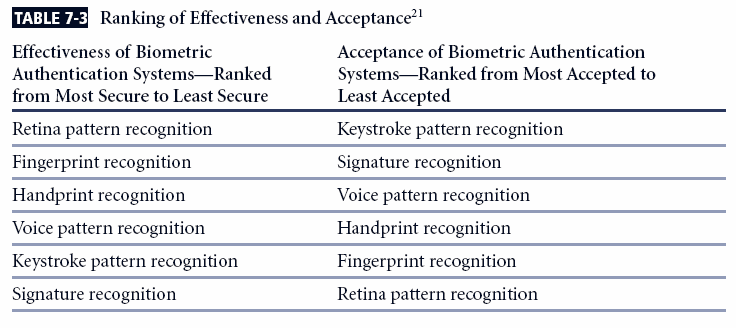 TABLE 7-3 Ranking of Effectiveness and Acceptance21
Effectiveness of Biometric Authentication Systems—Ranked from Most Secure to Least Secure
Acceptance of Biometric Authentication Systems—Ranked from Most Accepted to Least Accepted
Retina pattern recognition Keystroke pattern recognition
Fingerprint recognition Signature recognition
Handprint recognition Voice pattern recognition
Voice pattern recognition Handprint recognition
Keystroke pattern recognition Fingerprint recognition
Signature recognition Retina pattern recognition